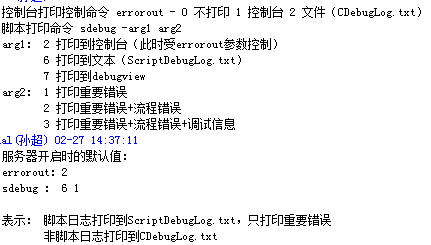 控制台打印控制命令 errorout - 0 不打印 1 控制台 2 文件（CDebugLog.txt）
脚本打印命令 sdebug -arg1 arg2
arg1： 2 打印到控制台（此时受errorout参数控制）
6 打印到文本（ScriptDebugLog.txt）
7 打印到debugview
arg2： 1 打印重要错误
2 打印重要错误+流程错误
3 打印重要错误+流程错误+调试信息
al(孙超) 02-27 14:37:11
服务器开启时的默认值：
errorout：2
sdebug ： 6 1
表示： 脚本日志打印到ScriptDebugLog.txt，只打印重要错误
非脚本日志打印到CDebugLog.txt